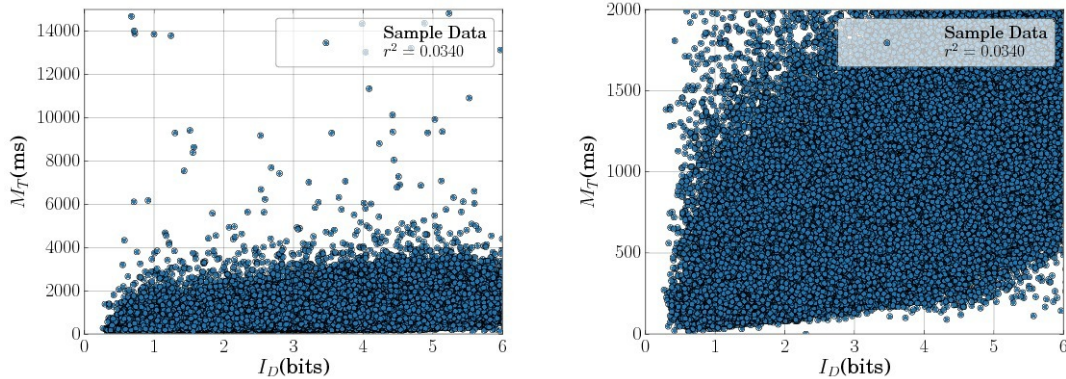 14000
12000
10000
8000
6000
4000
2000
0
M_T(ms)
Sample Data
r² = 0.0340
0 1 2 3 4 5 6
I_D(bits)
2000
1500
1000
500
0
M_T(ms)
Sample Data
r² = 0.0340
0 1 2 3 4 5 6
I_D(bits)